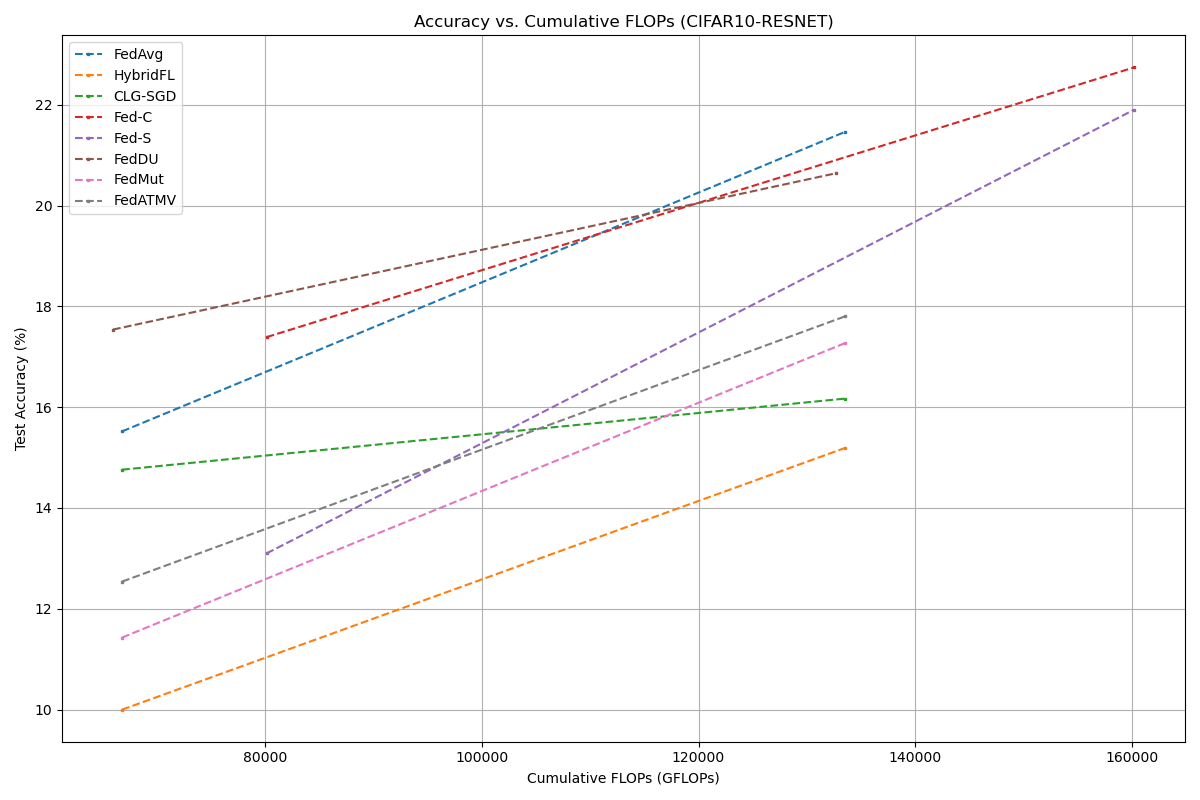 Accuracy vs. Cumulative FLOPs (CIFAR10-RESNET)
FedAvg
HybridFL
CLG-SGD
Fed-C
Fed-S
FedDU
FedMut
FedATMV
Test Accuracy (%)
22
20
18
16
14
12
10
80000 100000 120000 140000 160000
Cumulative FLOPs (GFLOPs)